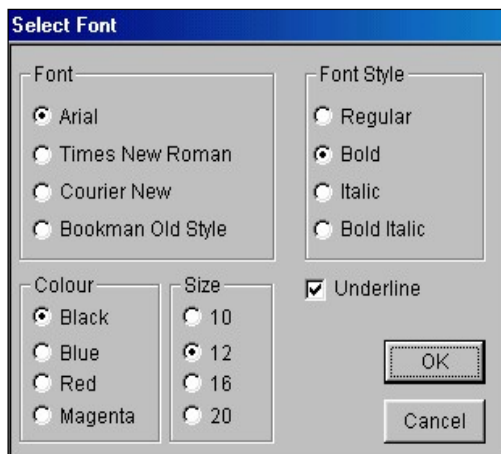 Select Font
Font
Arial
Times New Roman
Courier New
Bookman Old Style
Font Style
Regular
Bold
Italic
Bold Italic
Colour
Black
Blue
Red
Magenta
Size
10
12
16
20
Underline
OK
Cancel